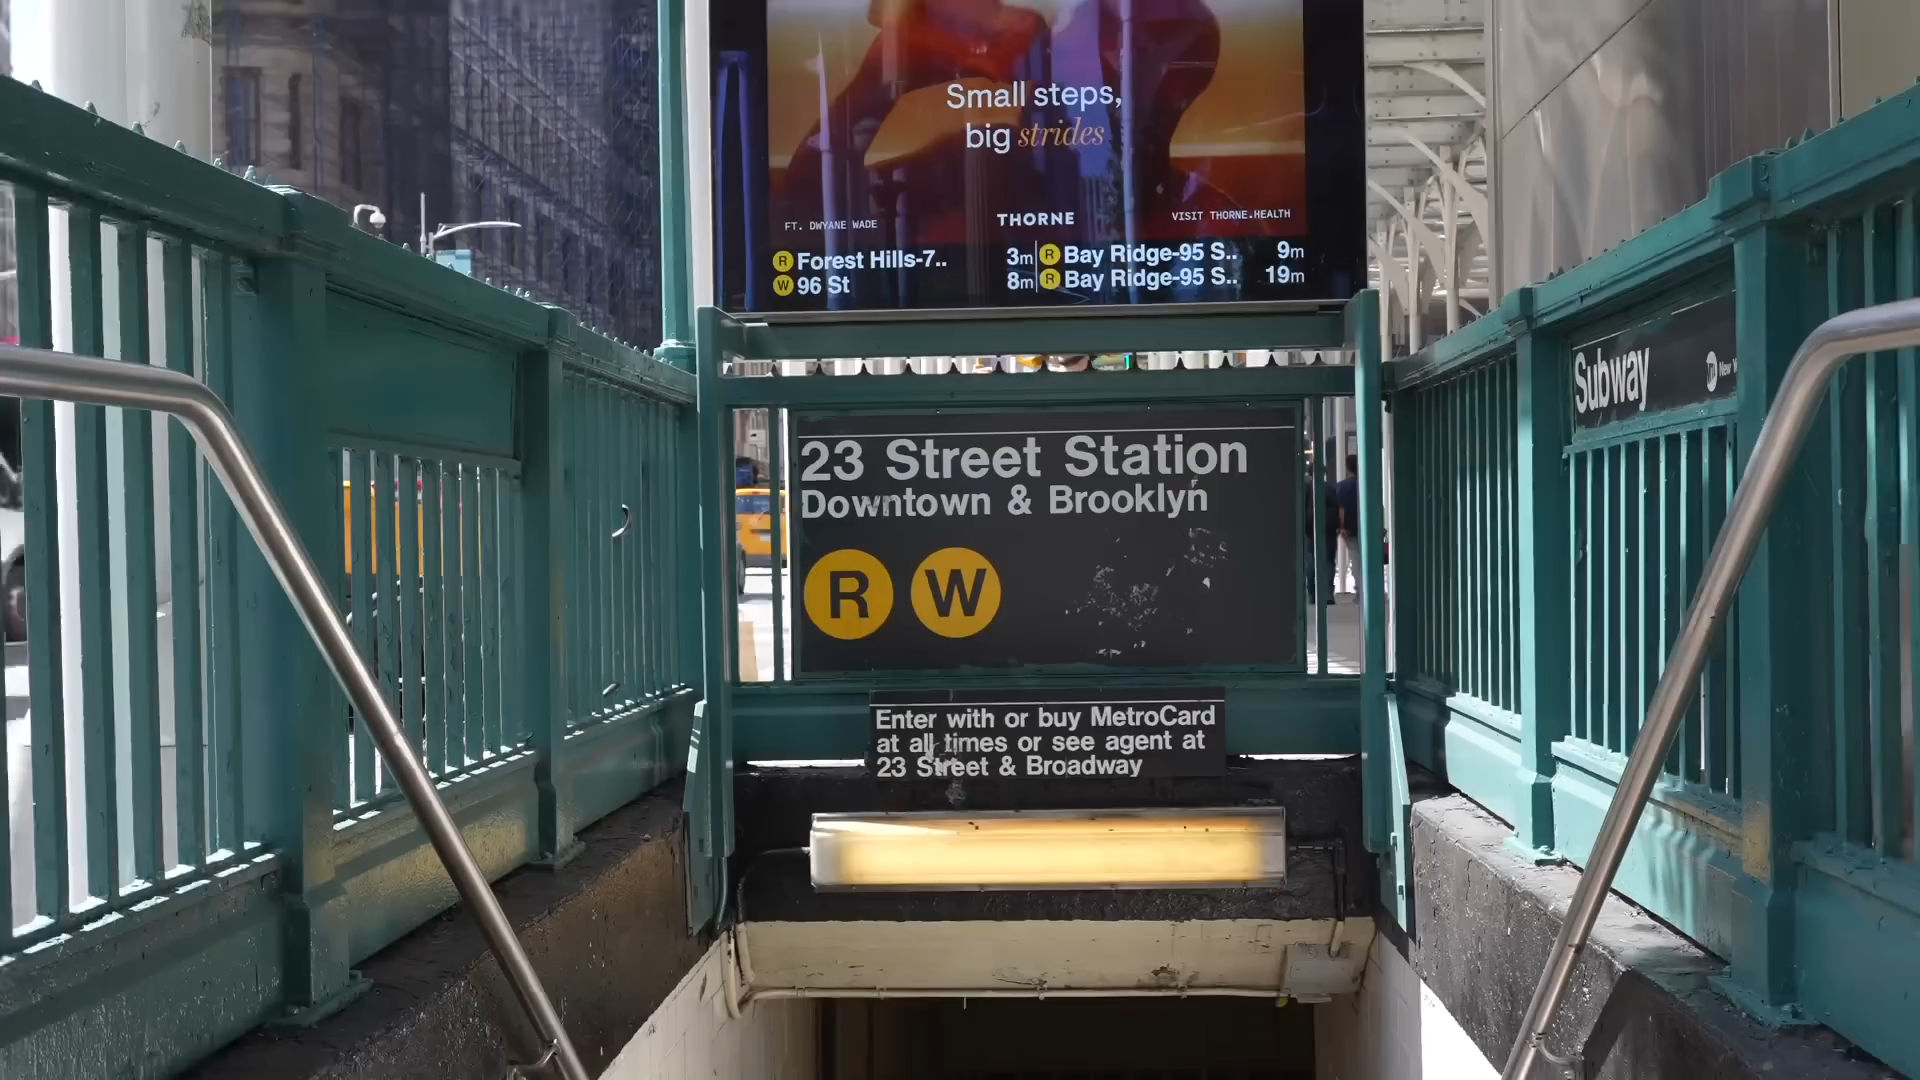 Small steps,
big strides
FT. DWYANE WADE
THORNE
VISIT THORNE.HEALTH
R Forest Hills-7.. 3m
W 96 St 8m
R Bay Ridge-95 S.. 9m
R Bay Ridge-95 S.. 19m
Subway
New
23 Street Station
Downtown & Brooklyn
R W
Enter with or buy MetroCard
at all times or see agent at
23 Street & Broadway